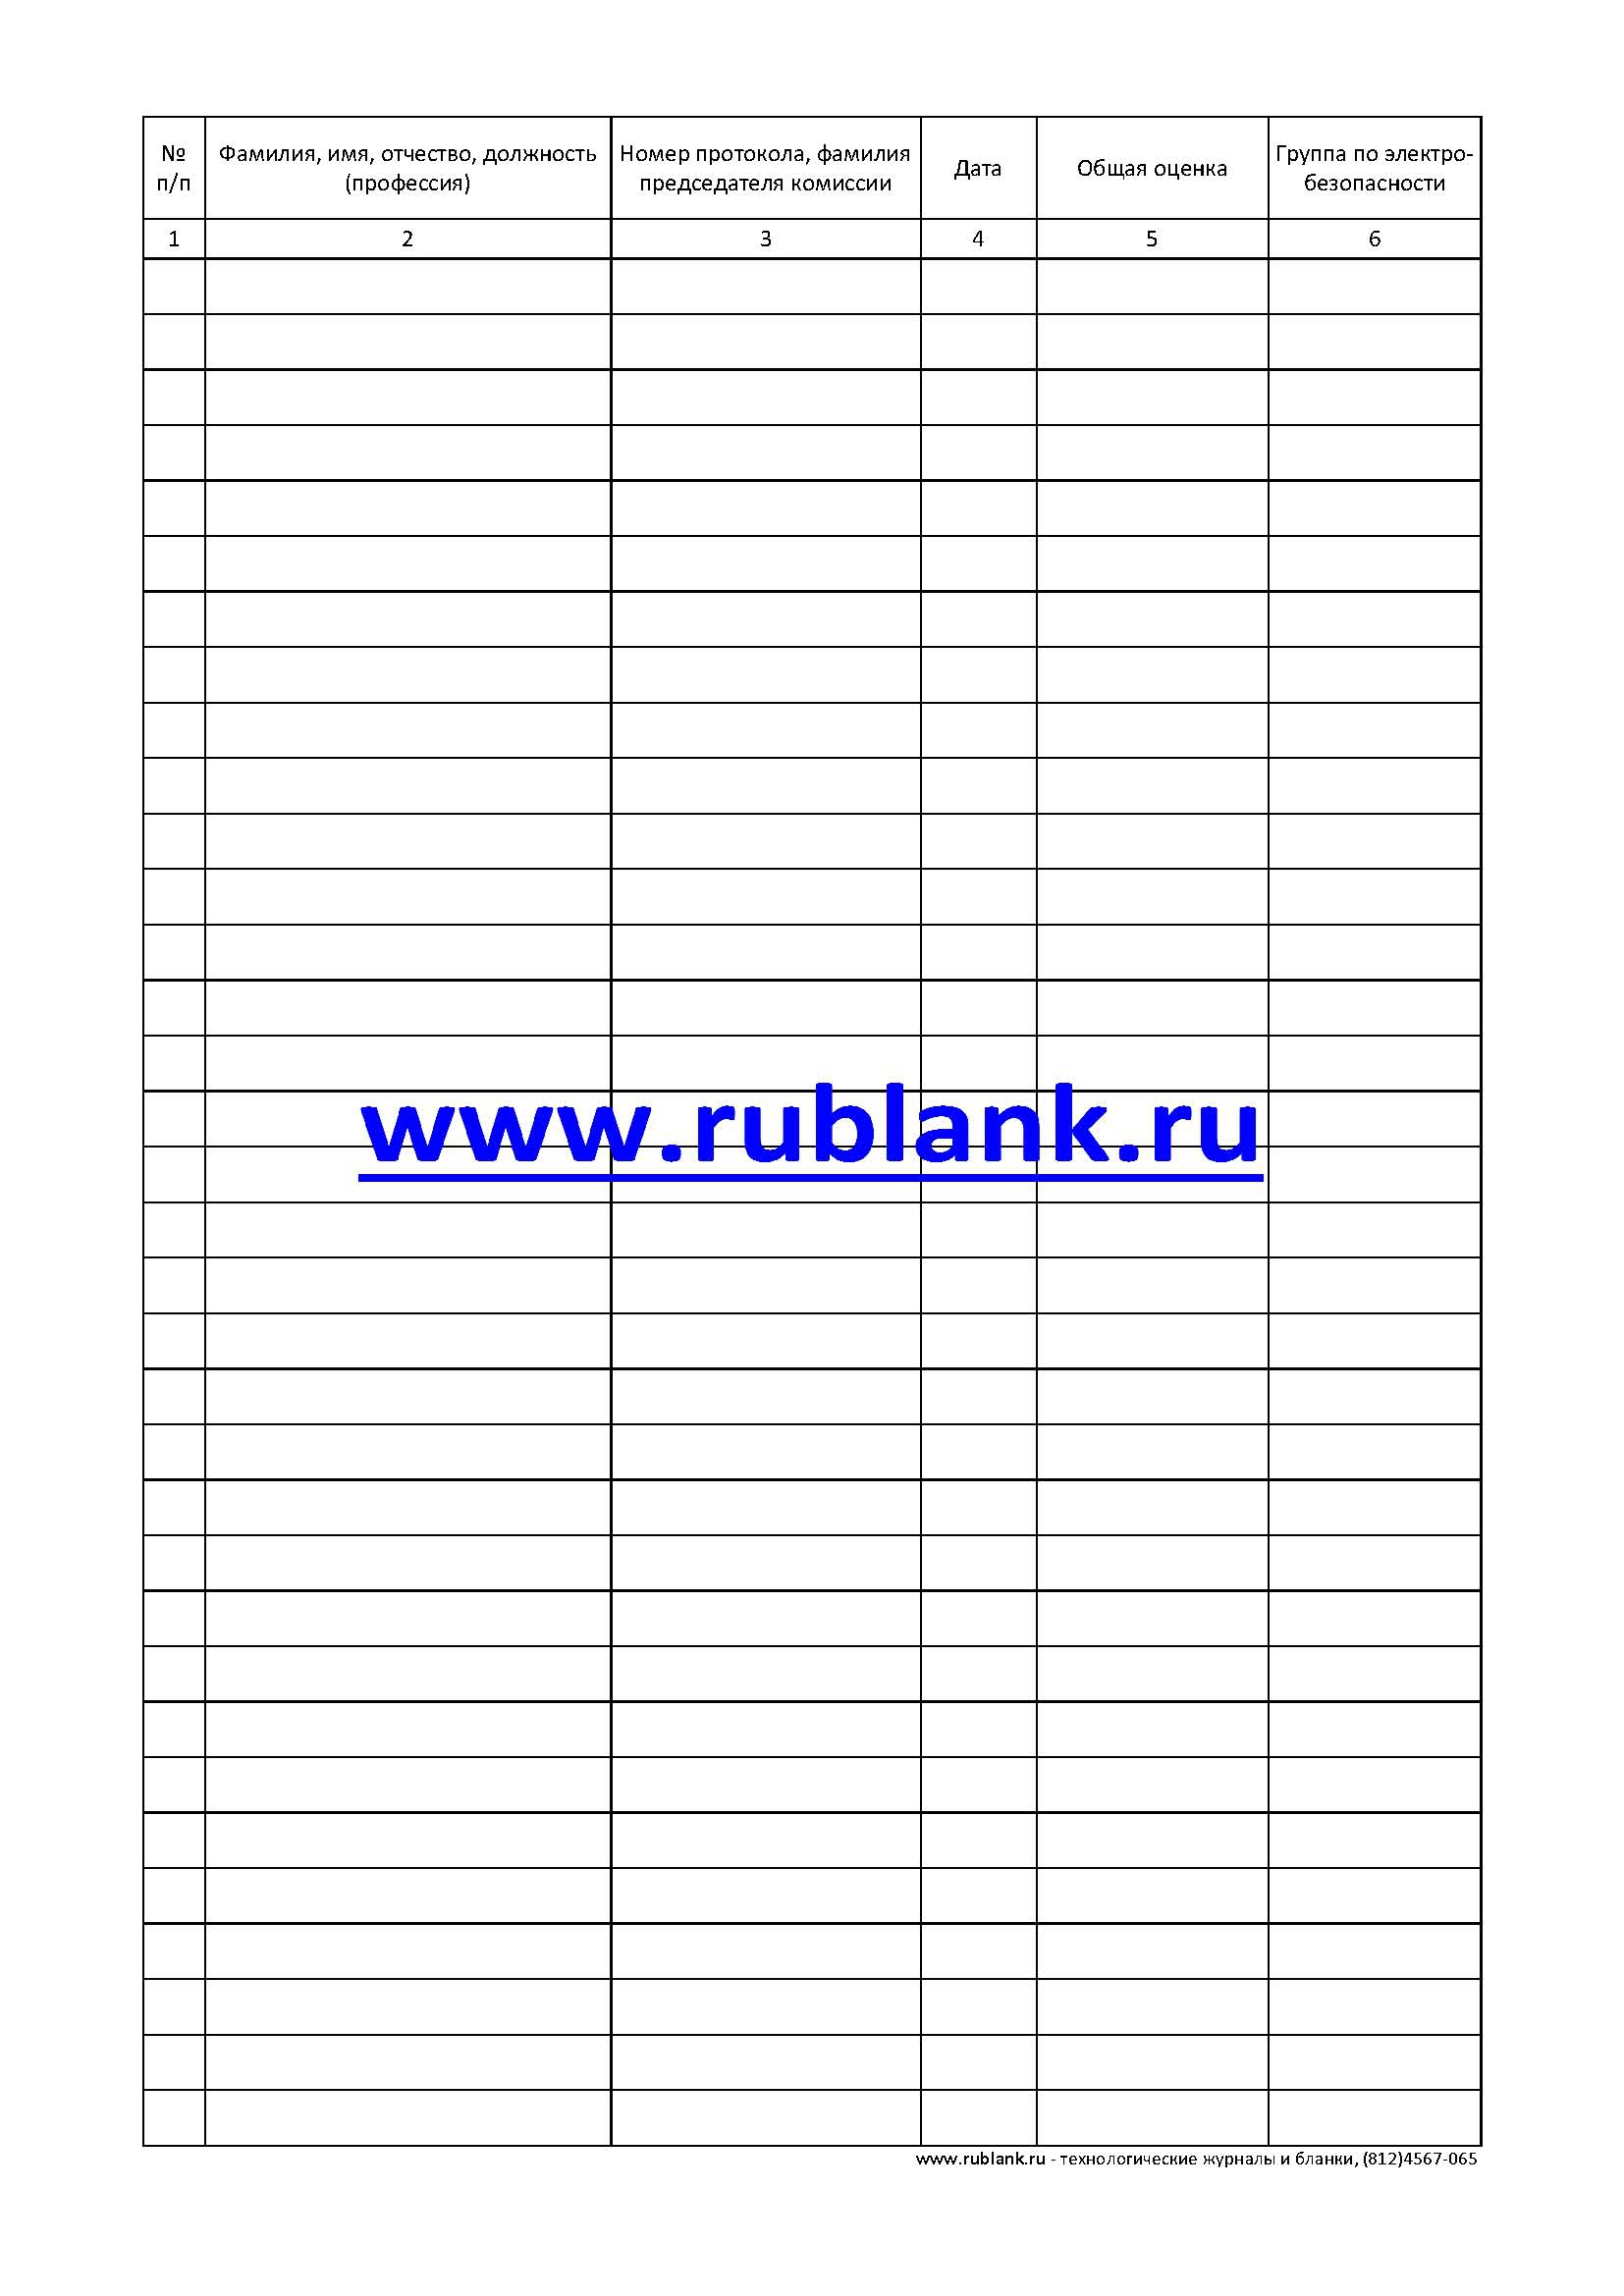 №
п/п
Фамилия, имя, отчество, должность
(профессия)
Номер протокола, фамилия
председателя комиссии
Дата
Общая оценка
Группа по электро-
безопасности
1 2 3 4 5 6
www.rublank.ru
www.rublank.ru - технологические журналы и бланки, (812)4567-065